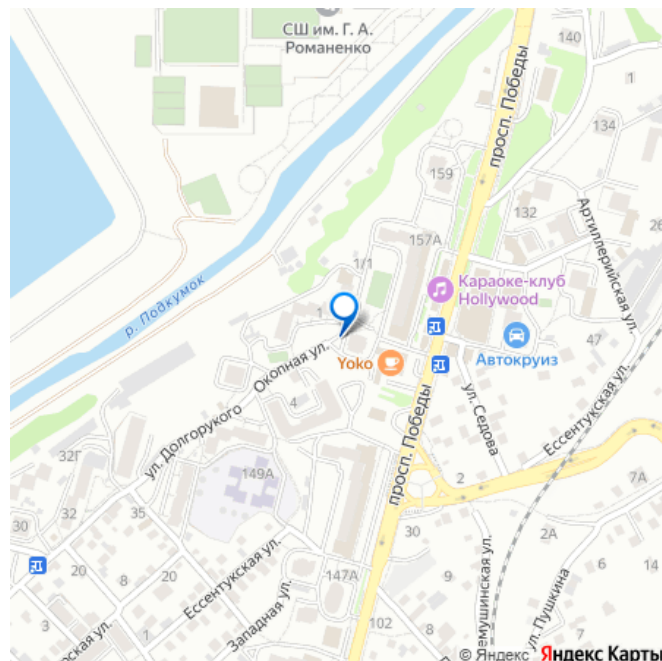 СШ им. Г. А.
Романенко
140
1
просп. Победы
134
159
132
Артиллерийская ул.
26
157А
1/1
Караоке-клуб
Hollywood
р. Подкумок
1
47
Автокруиз
Yoko
Окопная ул.
4
ул. Седова
Ессентукская ул.
ул. Долгорукого
просп. Победы
32Г
149А
2
7А
30
32
35
30
2А
20
8
20
Ессентукская ул.
147А
9
6
14
3
Западная ул.
102
ул. Пушкина
© Яндекс Яндекс Карты